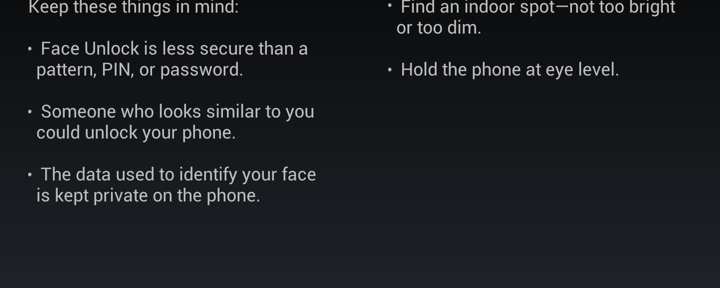 Keep these things in mind:
• Face Unlock is less secure than a
pattern, PIN, or password.
• Someone who looks similar to you
could unlock your phone.
• The data used to identify your face
is kept private on the phone.
• Find an indoor spot—not too bright
or too dim.
• Hold the phone at eye level.